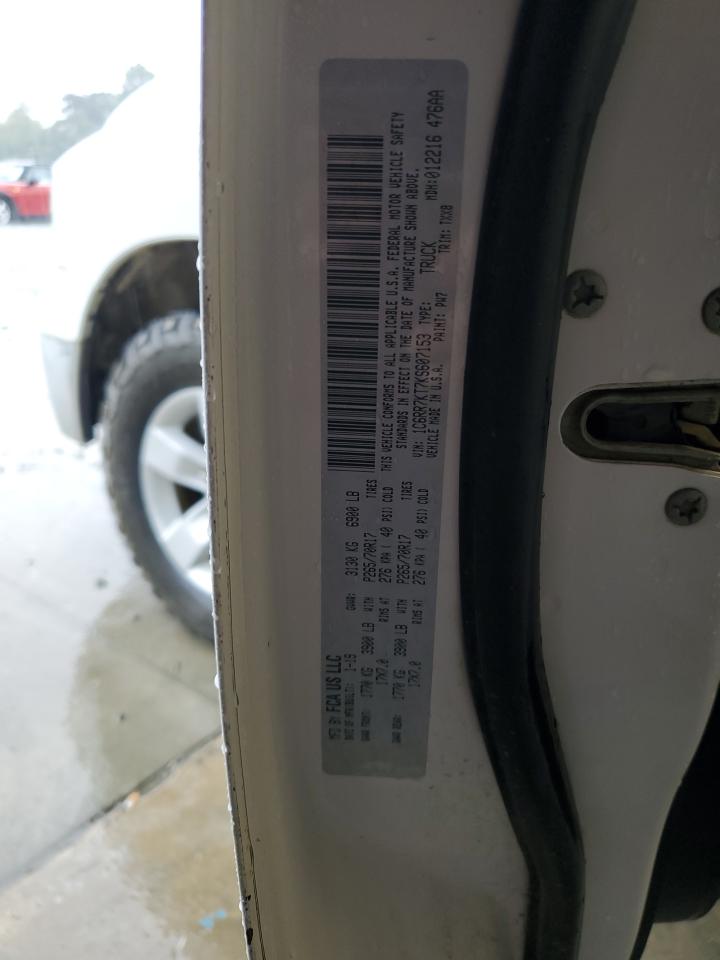 MFD BY FCA US LLC
DATE OF MFR(BUILT): 1-19 GVWR: 3130 KG 6900 LB
GAWR FRONT: 1770 KG 3900 LB WITH P265/70R17 TIRES
17X7.0 RIMS AT 276 KPA ( 40 PSI) COLD
GAWR REAR: 1770 KG 3900 LB WITH P265/70R17 TIRES
17X7.0 RIMS AT 276 KPA ( 40 PSI) COLD
THIS VEHICLE CONFORMS TO ALL APPLICABLE U.S.A. FEDERAL MOTOR VEHICLE SAFETY
STANDARDS IN EFFECT ON THE DATE OF MANUFACTURE SHOWN ABOVE.
VIN: 1C6RR7KT7KS607153 TYPE: TRUCK MDH:012216 476AA
VEHICLE MADE IN U.S.A. PAINT: PW7 TRIM: TXX8